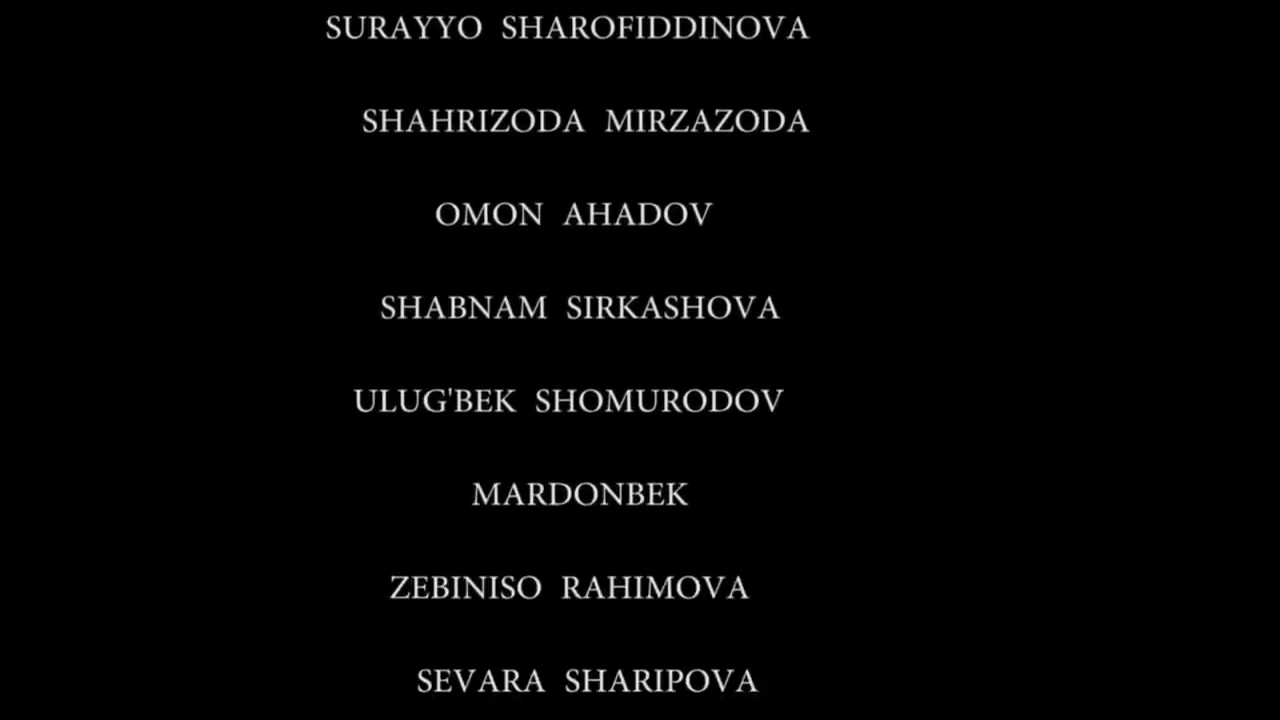 SURAYYO SHAROFIDDINOVA
SHAHRIZODA MIRZAZODA
OMON AHADOV
SHABNAM SIRKASHOVA
ULUG'BEK SHOMURODOV
MARDONBEK
ZEBINISO RAHIMOVA
SEVARA SHARIPOVA